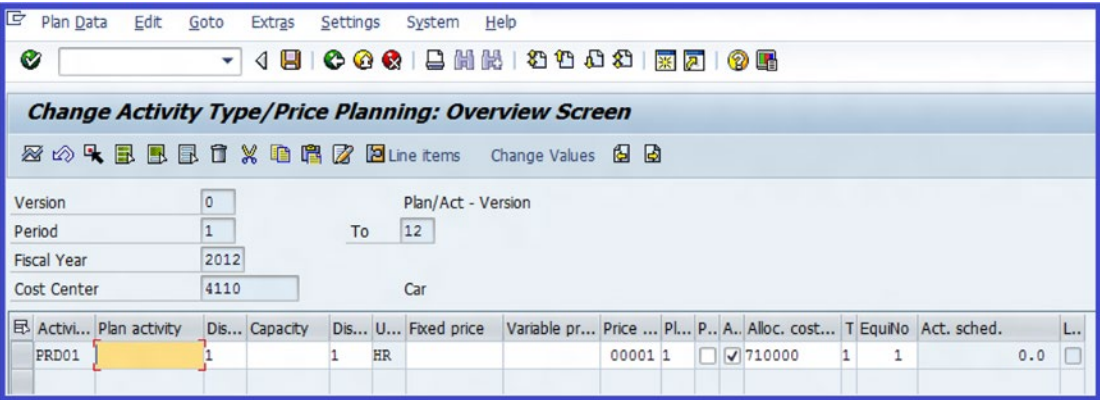 Plan Data Edit Goto Extras Settings System Help
Change Activity Type/Price Planning: Overview Screen
Line items Change Values
Version 0 Plan/Act - Version
Period 1 To 12
Fiscal Year 2012
Cost Center 4110 Car
Activi... Plan activity Dis... Capacity Dis... U... Fixed price Variable pr... Price ... Pl... P.. A.. Alloc. cost... T EquiNo Act. sched. L...
PRD01 1 1 HR 00001 1 710000 1 1 0.0